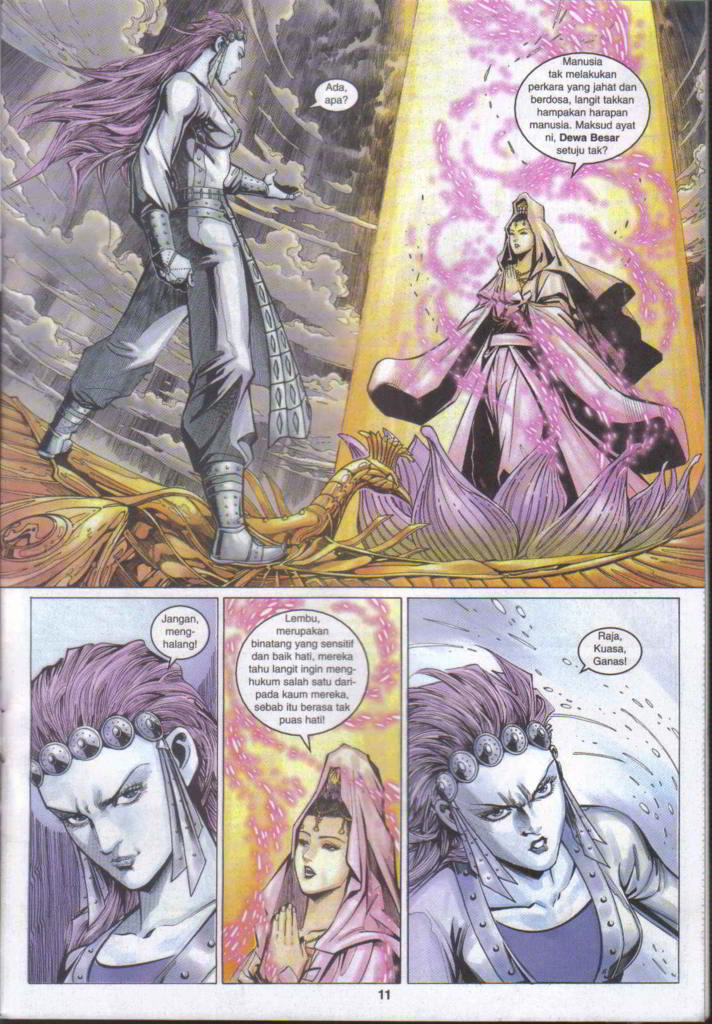 Ada,
apa?
Manusia
tak melakukan
perkara yang jahat dan
berdosa, langit takkan
hampakan harapan
manusia. Maksud ayat
ni, Dewa Besar
setuju tak?
Jangan,
meng-
halang!
Lembu,
merupakan
binatang yang sensitif
dan baik hati, mereka
tahu langit ingin meng-
hukum salah satu dari-
pada kaum mereka,
sebab itu berasa tak
puas hati!
Raja,
Kuasa,
Ganas!
11